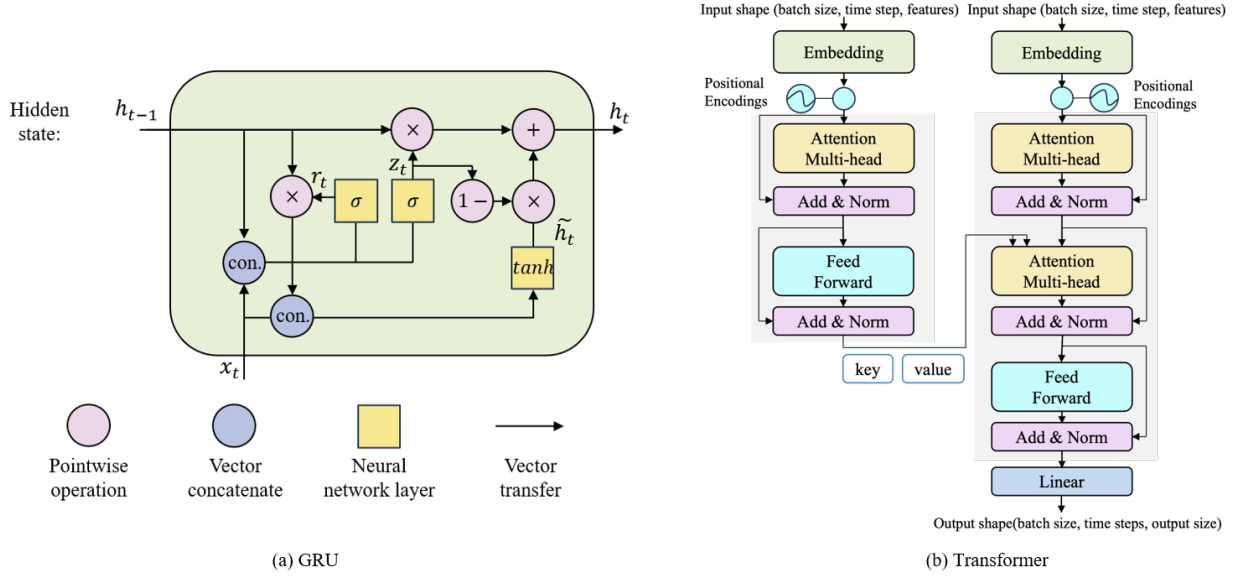 Hidden
state:
h_{t-1}
×
+
h_t
z_t
r_t
×
σ
σ
1 −
×
\widetilde{h_t}
con.
tanh
con.
x_t
Pointwise
operation
Vector
concatenate
Neural
network layer
Vector
transfer
(a) GRU
Input shape (batch size, time step, features)
Embedding
Positional
Encodings
Attention
Multi-head
Add & Norm
Feed
Forward
Add & Norm
key
value
Input shape (batch size, time step, features)
Embedding
Positional
Encodings
Attention
Multi-head
Add & Norm
Attention
Multi-head
Add & Norm
Feed
Forward
Add & Norm
Linear
Output shape(batch size, time steps, output size)
(b) Transformer